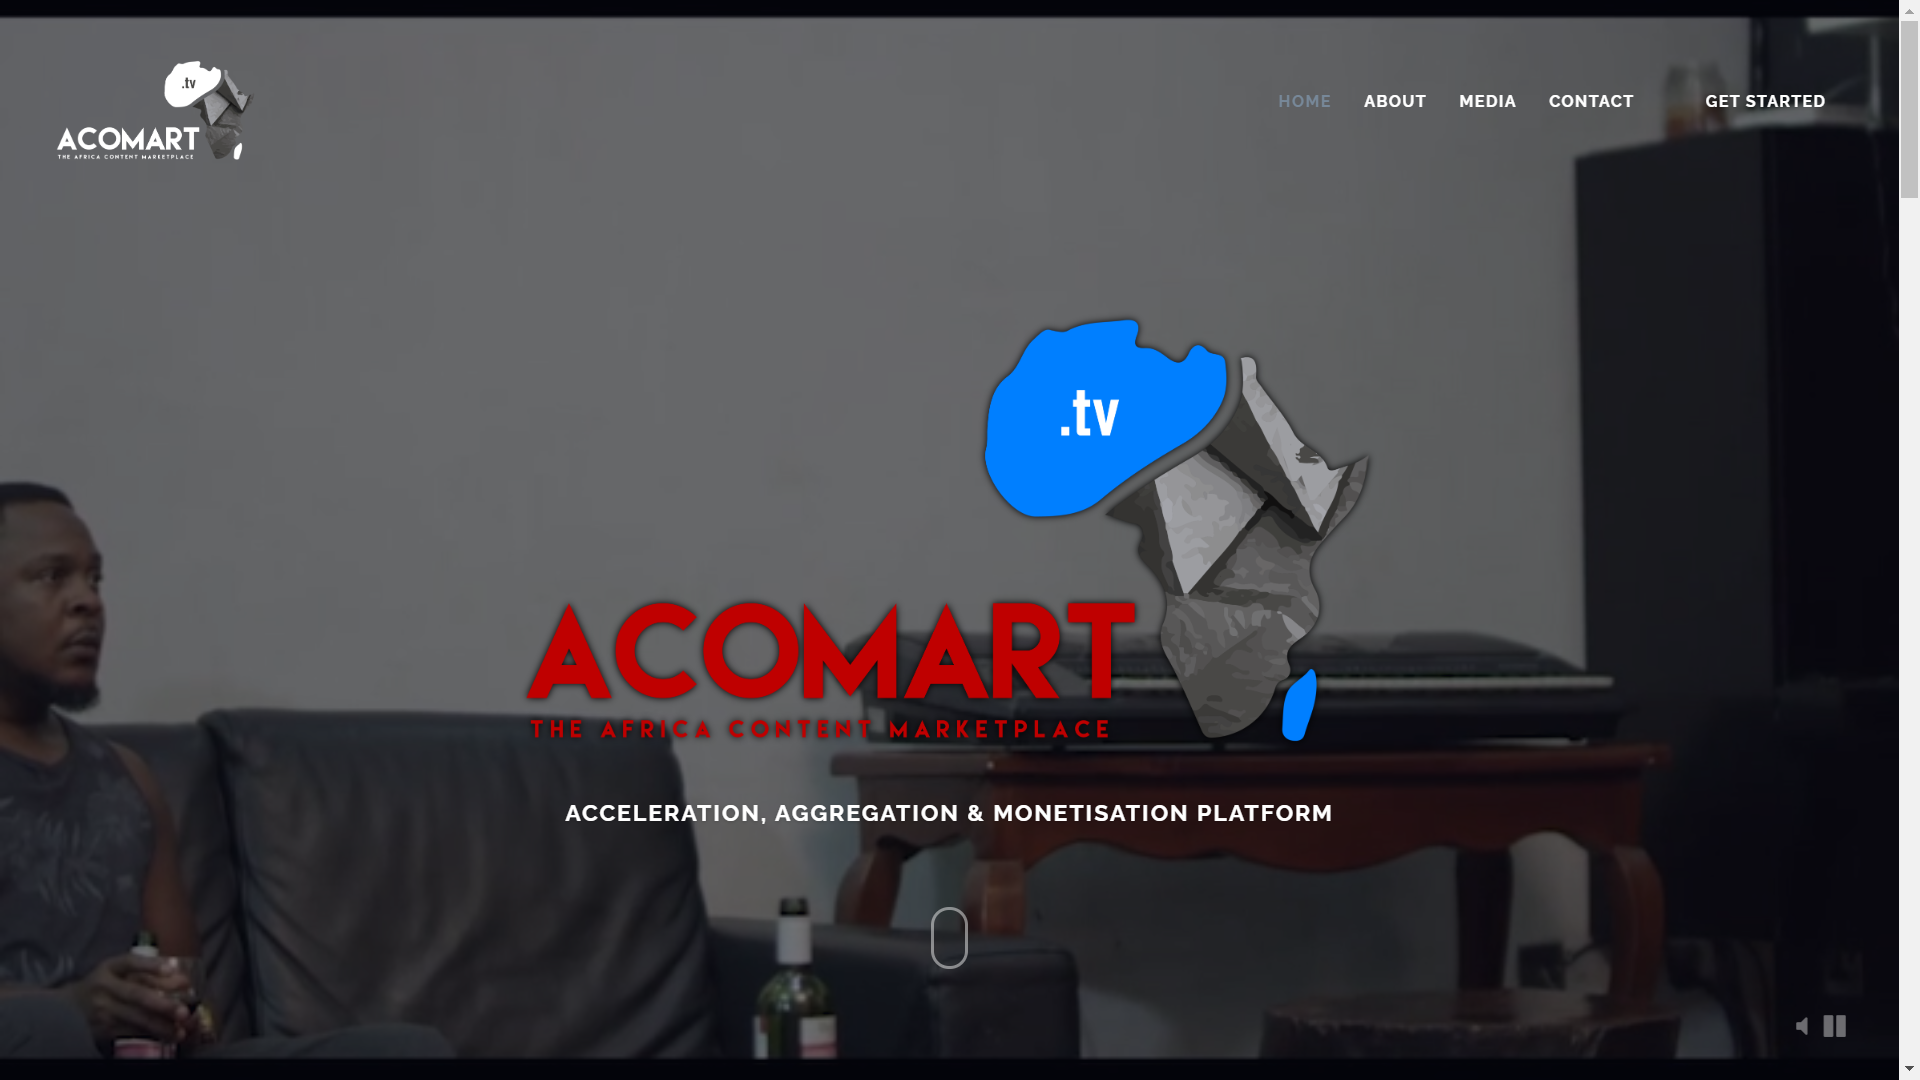 .tv
ACOMART
THE AFRICA CONTENT MARKETPLACE
HOME
ABOUT
MEDIA
CONTACT
GET STARTED
.tv
ACOMART
THE AFRICA CONTENT MARKETPLACE
ACCELERATION, AGGREGATION & MONETISATION PLATFORM